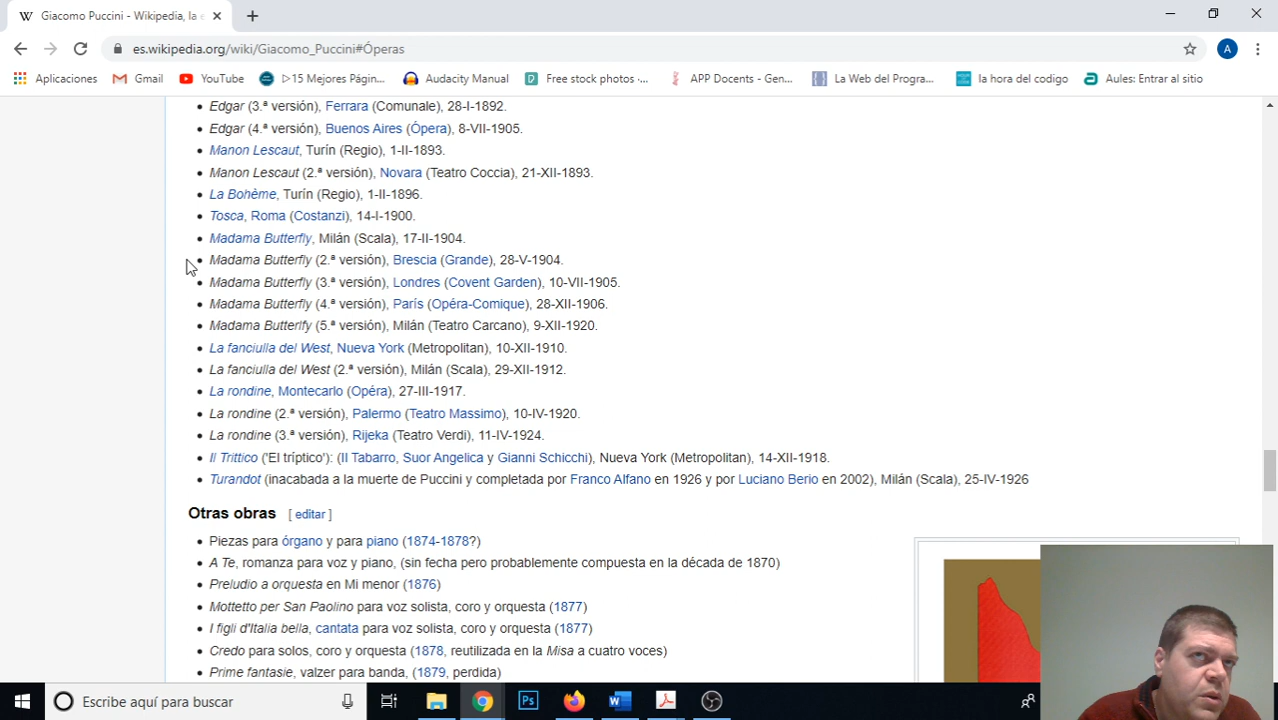 W Giacomo Puccini - Wikipedia, la e × +
es.wikipedia.org/wiki/Giacomo_Puccini#Óperas A
Aplicaciones Gmail YouTube ▷15 Mejores Págin... Audacity Manual Free stock photos ·... APP Docents - Gen... La Web del Progra... la hora del codigo Aules: Entrar al sitio
• Edgar (3.ª versión), Ferrara (Comunale), 28-I-1892.
• Edgar (4.ª versión), Buenos Aires (Ópera), 8-VII-1905.
• Manon Lescaut, Turín (Regio), 1-II-1893.
• Manon Lescaut (2.ª versión), Novara (Teatro Coccia), 21-XII-1893.
• La Bohème, Turín (Regio), 1-II-1896.
• Tosca, Roma (Costanzi), 14-I-1900.
• Madama Butterfly, Milán (Scala), 17-II-1904.
• Madama Butterfly (2.ª versión), Brescia (Grande), 28-V-1904.
• Madama Butterfly (3.ª versión), Londres (Covent Garden), 10-VII-1905.
• Madama Butterfly (4.ª versión), París (Opéra-Comique), 28-XII-1906.
• Madama Butterlfy (5.ª versión), Milán (Teatro Carcano), 9-XII-1920.
• La fanciulla del West, Nueva York (Metropolitan), 10-XII-1910.
• La fanciulla del West (2.ª versión), Milán (Scala), 29-XII-1912.
• La rondine, Montecarlo (Opéra), 27-III-1917.
• La rondine (2.ª versión), Palermo (Teatro Massimo), 10-IV-1920.
• La rondine (3.ª versión), Rijeka (Teatro Verdi), 11-IV-1924.
• Il Trittico ('El tríptico'): (Il Tabarro, Suor Angelica y Gianni Schicchi), Nueva York (Metropolitan), 14-XII-1918.
• Turandot (inacabada a la muerte de Puccini y completada por Franco Alfano en 1926 y por Luciano Berio en 2002), Milán (Scala), 25-IV-1926
Otras obras [ editar ]
• Piezas para órgano y para piano (1874-1878?)
• A Te, romanza para voz y piano, (sin fecha pero probablemente compuesta en la década de 1870)
• Preludio a orquesta en Mi menor (1876)
• Mottetto per San Paolino para voz solista, coro y orquesta (1877)
• I figli d'Italia bella, cantata para voz solista, coro y orquesta (1877)
• Credo para solos, coro y orquesta (1878, reutilizada en la Misa a cuatro voces)
• Prime fantasie, valzer para banda, (1879, perdida)
Escribe aquí para buscar Ps W